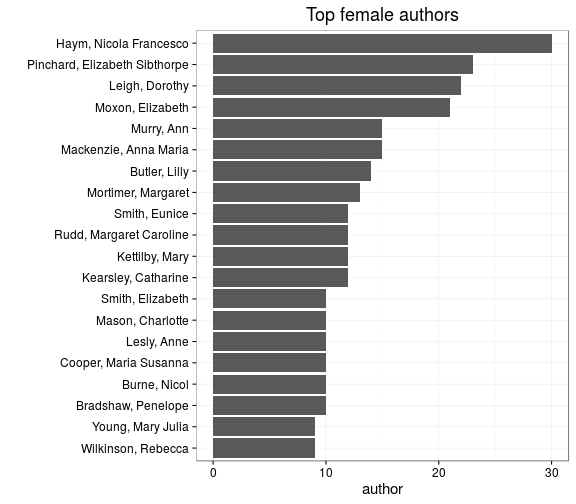 Top female authors
Haym, Nicola Francesco
Pinchard, Elizabeth Sibthorpe
Leigh, Dorothy
Moxon, Elizabeth
Murry, Ann
Mackenzie, Anna Maria
Butler, Lilly
Mortimer, Margaret
Smith, Eunice
Rudd, Margaret Caroline
Kettilby, Mary
Kearsley, Catharine
Smith, Elizabeth
Mason, Charlotte
Lesly, Anne
Cooper, Maria Susanna
Burne, Nicol
Bradshaw, Penelope
Young, Mary Julia
Wilkinson, Rebecca
0 10 20 30
author